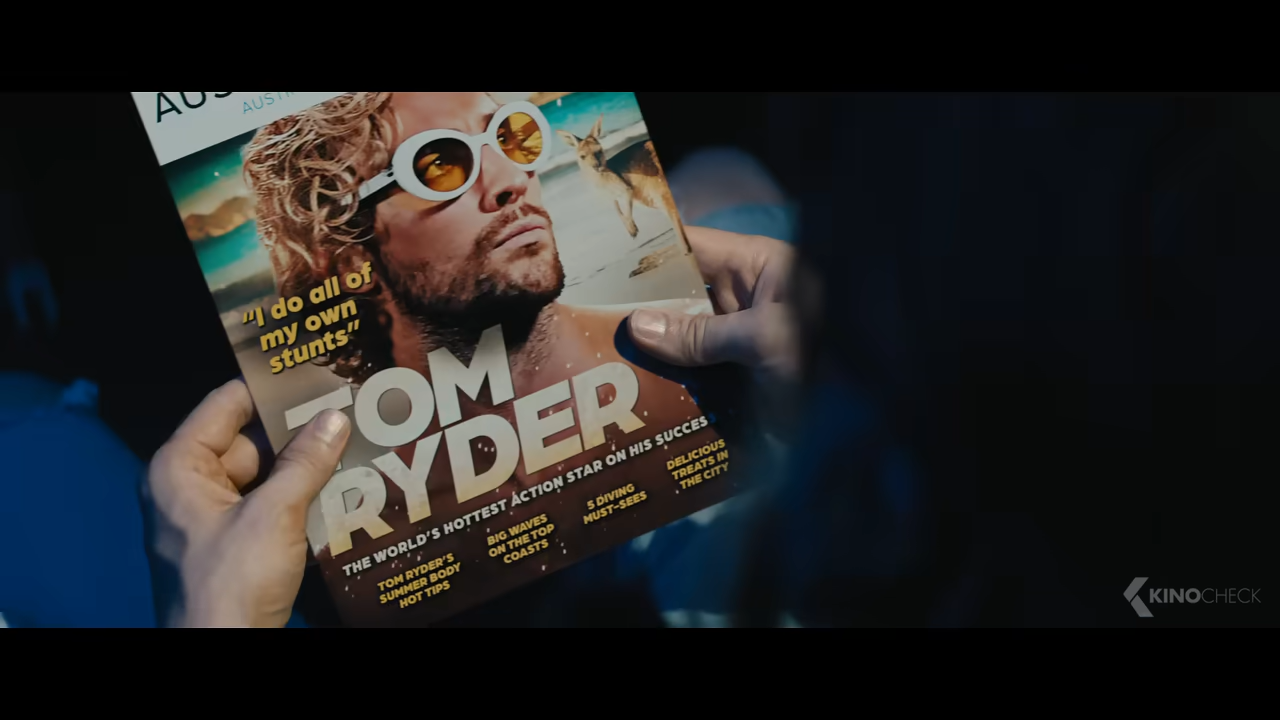 "I do all of
my own
stunts"
TOM
RYDER
THE WORLD'S HOTTEST ACTION STAR ON HIS SUCCES
TOM RYDER'S
SUMMER BODY
HOT TIPS
BIG WAVES
ON THE TOP
COASTS
5 DIVING
MUST-SEES
DELICIOUS
TREATS IN
THE CITY
KINOCHECK